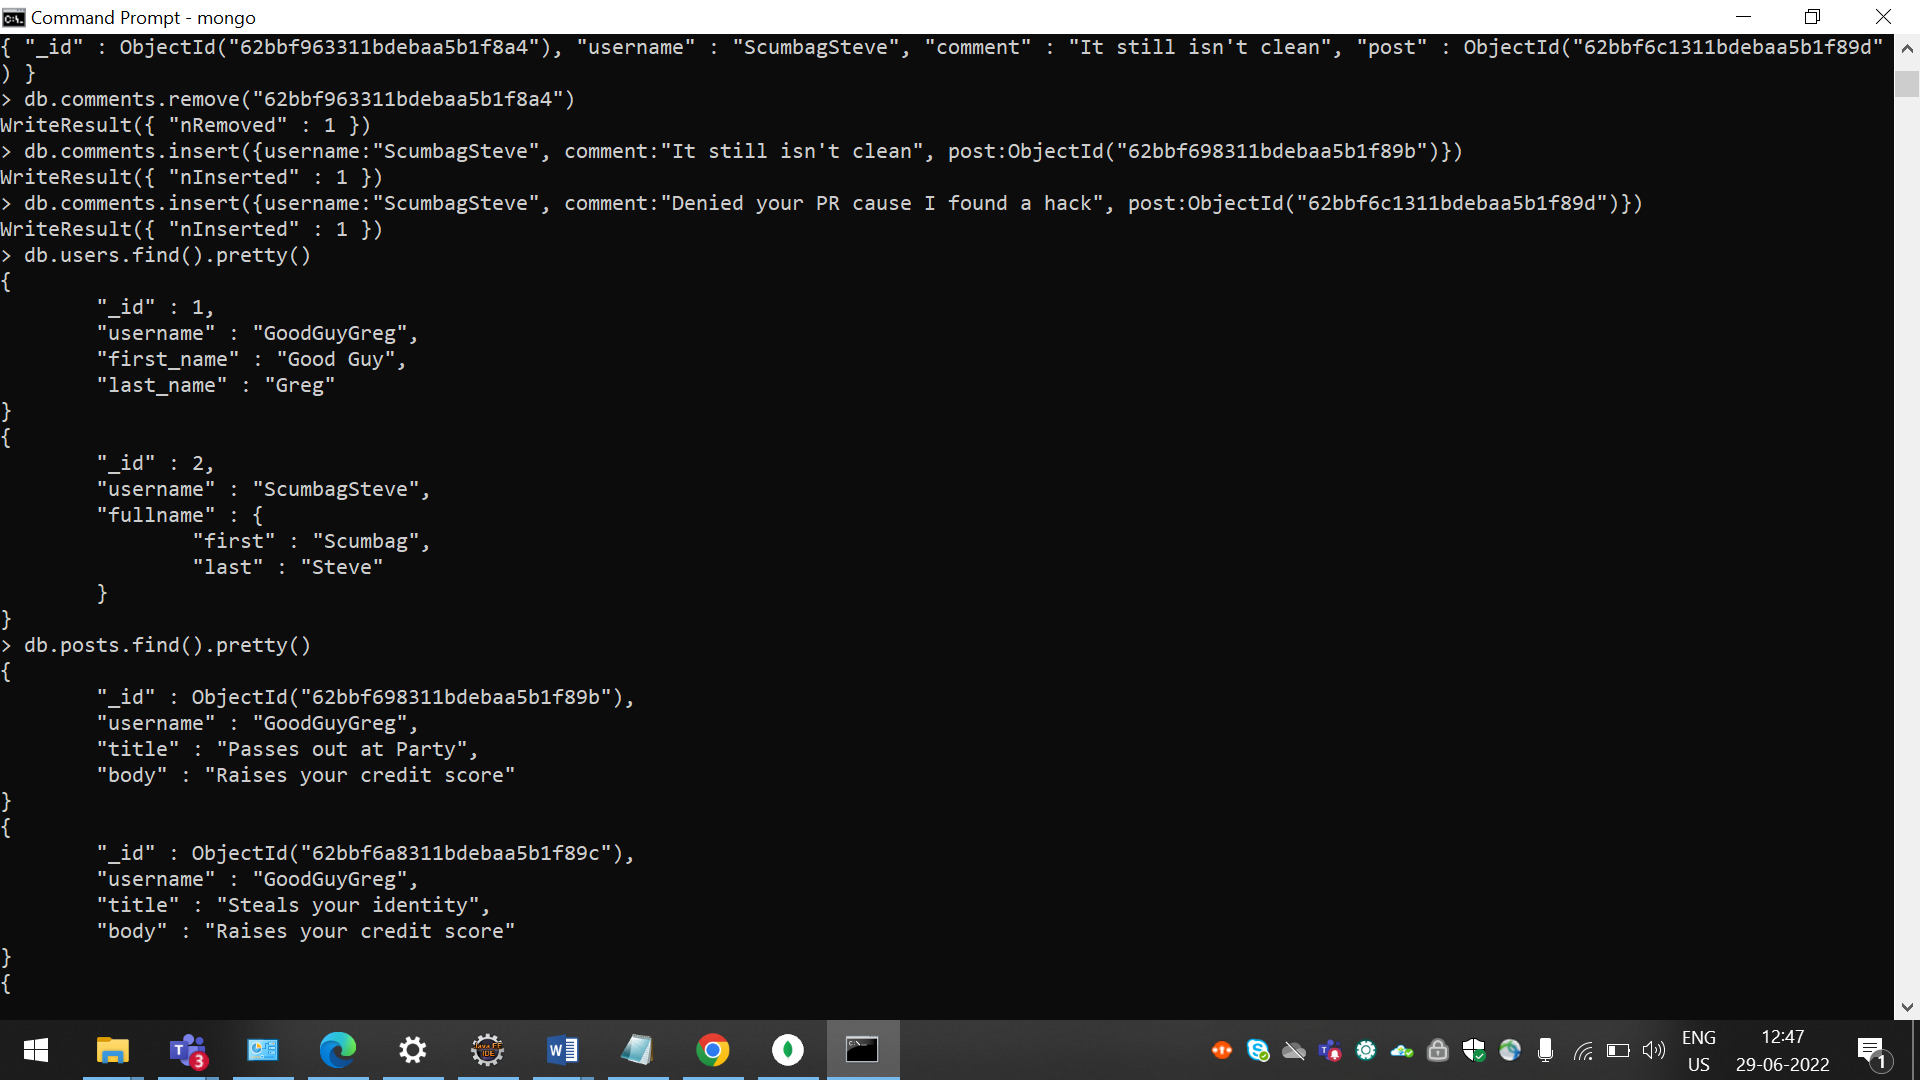 Command Prompt - mongo
{ "_id" : ObjectId("62bbf963311bdebaa5b1f8a4"), "username" : "ScumbagSteve", "comment" : "It still isn't clean", "post" : ObjectId("62bbf6c1311bdebaa5b1f89d"
) }
> db.comments.remove("62bbf963311bdebaa5b1f8a4")
WriteResult({ "nRemoved" : 1 })
> db.comments.insert({username:"ScumbagSteve", comment:"It still isn't clean", post:ObjectId("62bbf698311bdebaa5b1f89b")})
WriteResult({ "nInserted" : 1 })
> db.comments.insert({username:"ScumbagSteve", comment:"Denied your PR cause I found a hack", post:ObjectId("62bbf6c1311bdebaa5b1f89d")})
WriteResult({ "nInserted" : 1 })
> db.users.find().pretty()
{
"_id" : 1,
"username" : "GoodGuyGreg",
"first_name" : "Good Guy",
"last_name" : "Greg"
}
{
"_id" : 2,
"username" : "ScumbagSteve",
"fullname" : {
"first" : "Scumbag",
"last" : "Steve"
}
}
> db.posts.find().pretty()
{
"_id" : ObjectId("62bbf698311bdebaa5b1f89b"),
"username" : "GoodGuyGreg",
"title" : "Passes out at Party",
"body" : "Raises your credit score"
}
{
"_id" : ObjectId("62bbf6a8311bdebaa5b1f89c"),
"username" : "GoodGuyGreg",
"title" : "Steals your identity",
"body" : "Raises your credit score"
}
{
3
ENG
US
12:47
29-06-2022
1